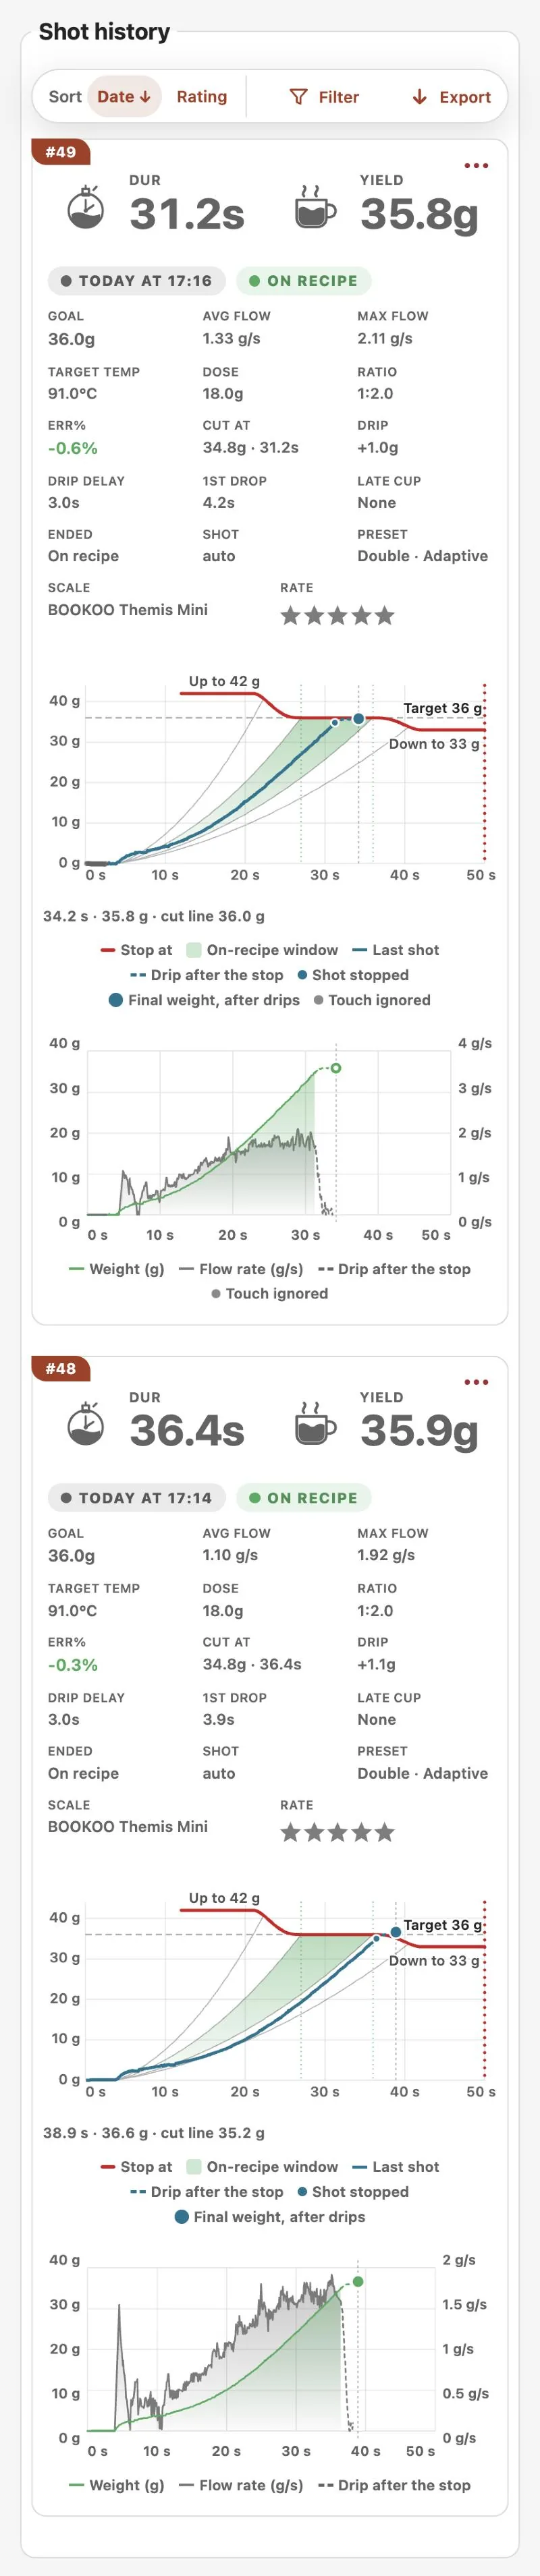 Shot history
Sort Date ↓ Rating Filter ↓ Export
#49
DUR YIELD
31.2s 35.8g
TODAY AT 17:16 ON RECIPE
GOAL AVG FLOW MAX FLOW
36.0g 1.33 g/s 2.11 g/s
TARGET TEMP DOSE RATIO
91.0°C 18.0g 1:2.0
ERR% CUT AT DRIP
-0.6% 34.8g · 31.2s +1.0g
DRIP DELAY 1ST DROP LATE CUP
3.0s 4.2s None
ENDED SHOT PRESET
On recipe auto Double · Adaptive
SCALE RATE
BOOKOO Themis Mini ★★★★★
Up to 42 g
40 g
Target 36 g
30 g
Down to 33 g
20 g
10 g
0 g
0 s 10 s 20 s 30 s 40 s 50 s
34.2 s · 35.8 g · cut line 36.0 g
Stop at On-recipe window Last shot
Drip after the stop Shot stopped
Final weight, after drips Touch ignored
40 g 4 g/s
30 g 3 g/s
20 g 2 g/s
10 g 1 g/s
0 g 0 g/s
0 s 10 s 20 s 30 s 40 s 50 s
Weight (g) Flow rate (g/s) Drip after the stop
Touch ignored
#48
DUR YIELD
36.4s 35.9g
TODAY AT 17:14 ON RECIPE
GOAL AVG FLOW MAX FLOW
36.0g 1.10 g/s 1.92 g/s
TARGET TEMP DOSE RATIO
91.0°C 18.0g 1:2.0
ERR% CUT AT DRIP
-0.3% 34.8g · 36.4s +1.1g
DRIP DELAY 1ST DROP LATE CUP
3.0s 3.9s None
ENDED SHOT PRESET
On recipe auto Double · Adaptive
SCALE RATE
BOOKOO Themis Mini ★★★★★
Up to 42 g
40 g
Target 36 g
30 g
Down to 33 g
20 g
10 g
0 g
0 s 10 s 20 s 30 s 40 s 50 s
38.9 s · 36.6 g · cut line 35.2 g
Stop at On-recipe window Last shot
Drip after the stop Shot stopped
Final weight, after drips
40 g 2 g/s
30 g 1.5 g/s
20 g 1 g/s
10 g 0.5 g/s
0 g 0 g/s
0 s 10 s 20 s 30 s 40 s 50 s
Weight (g) Flow rate (g/s) Drip after the stop